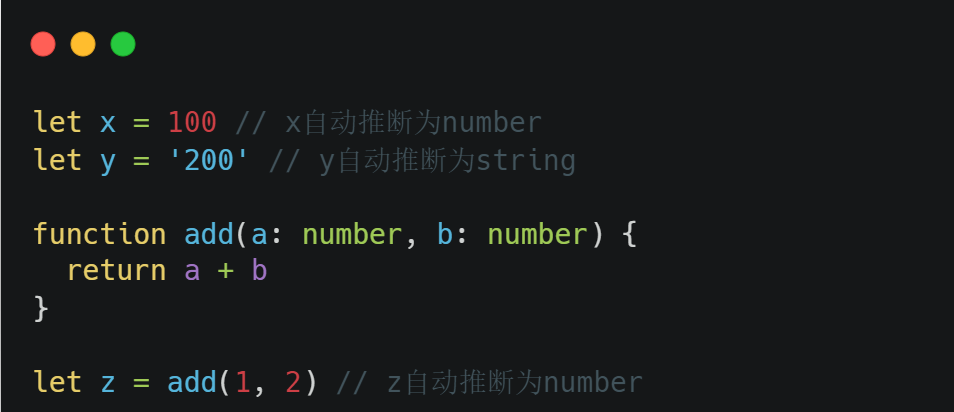 let x = 100 // x自动推断为number
let y = '200' // y自动推断为string
function add(a: number, b: number) {
return a + b
}
let z = add(1, 2) // z自动推断为number